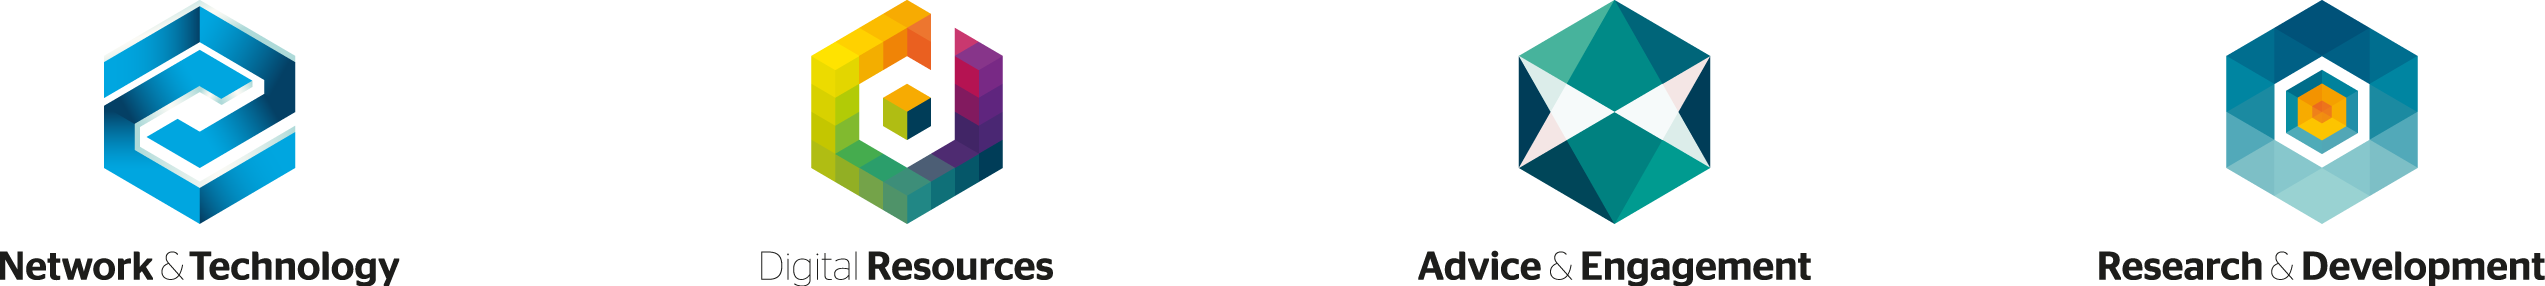 Network & Technology
Digital Resources
Advice & Engagement
Research & Development